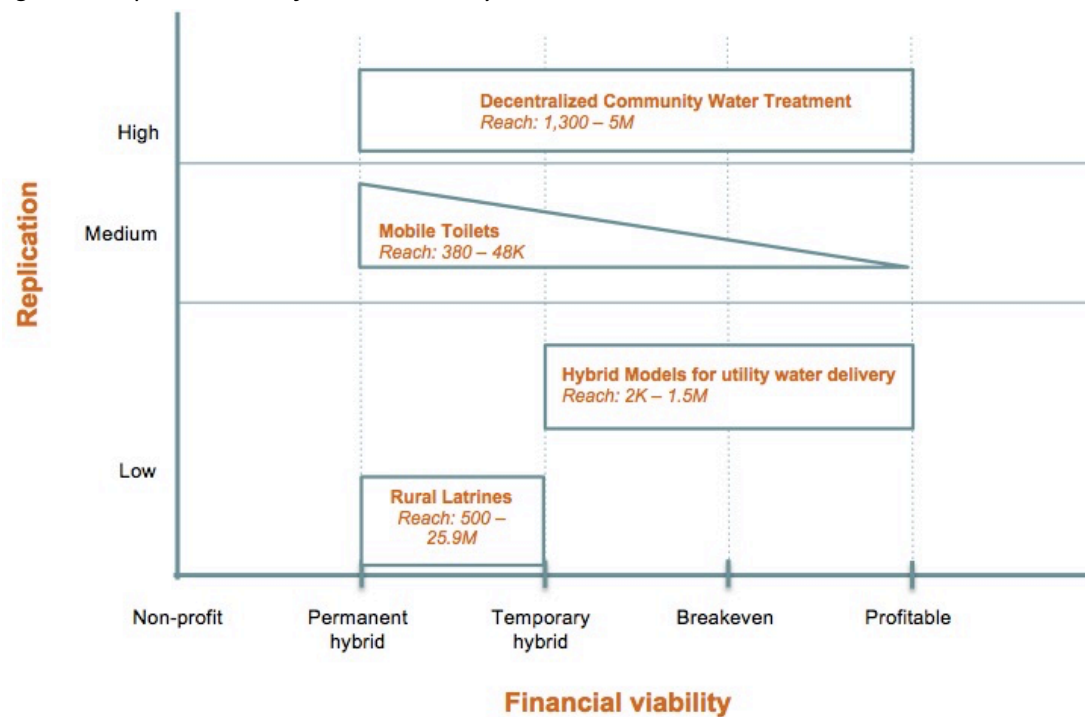 Decentralized Community Water Treatment
Reach: 1,300 – 5M
High
Mobile Toilets
Reach: 380 – 48K
Medium
Replication
Hybrid Models for utility water delivery
Reach: 2K – 1.5M
Low
Rural Latrines
Reach: 500 –
25.9M
Non-profit
Permanent
hybrid
Temporary
hybrid
Breakeven
Profitable
Financial viability